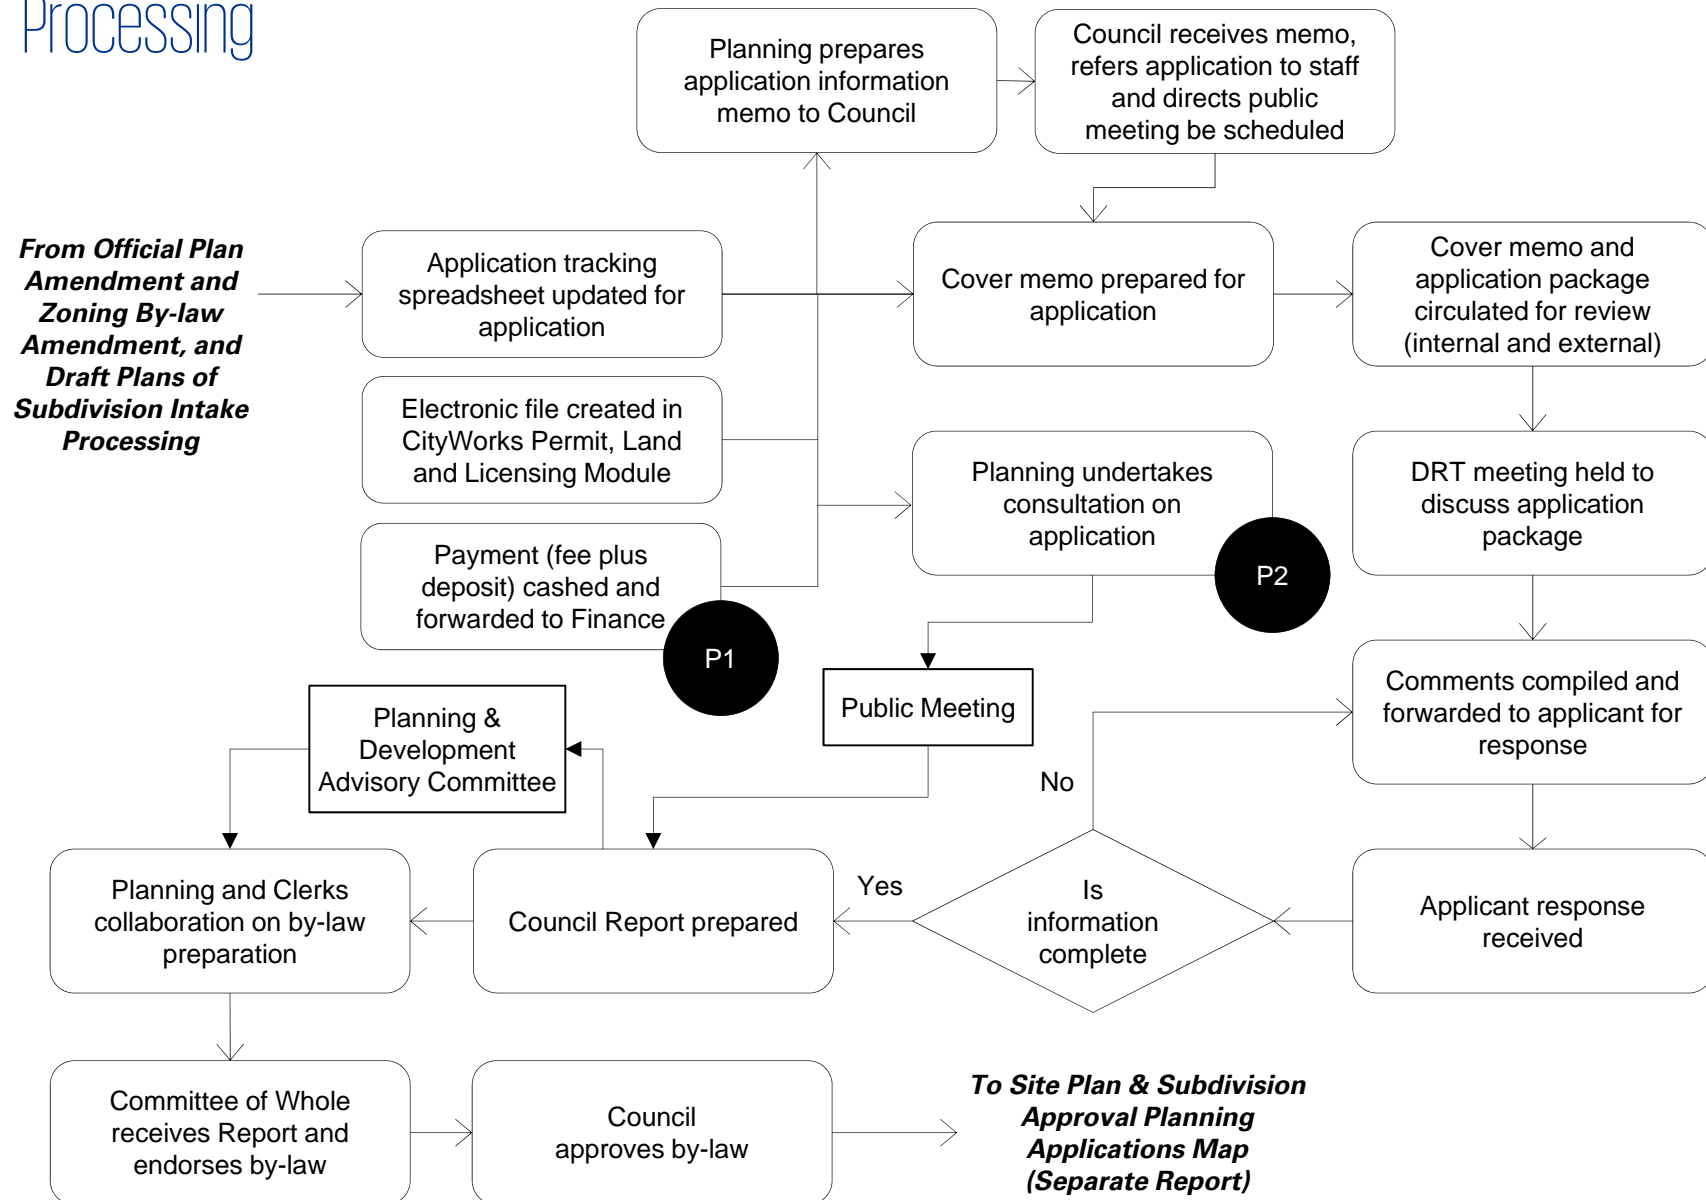 Processing
Planning prepares
application information
memo to Council
Council receives memo,
refers application to staff
and directs public
meeting be scheduled
From Official Plan
Amendment and
Zoning By-law
Amendment, and
Draft Plans of
Subdivision Intake
Processing
Application tracking
spreadsheet updated for
application
Cover memo prepared for
application
Cover memo and
application package
circulated for review
(internal and external)
Electronic file created in
CityWorks Permit, Land
and Licensing Module
Planning undertakes
consultation on
application
P2
DRT meeting held to
discuss application
package
Payment (fee plus
deposit) cashed and
forwarded to Finance
P1
Public Meeting
Comments compiled and
forwarded to applicant for
response
Planning &
Development
Advisory Committee
No
Planning and Clerks
collaboration on by-law
preparation
Council Report prepared
Yes
Is
information
complete
Applicant response
received
Committee of Whole
receives Report and
endorses by-law
Council
approves by-law
To Site Plan & Subdivision
Approval Planning
Applications Map
(Separate Report)